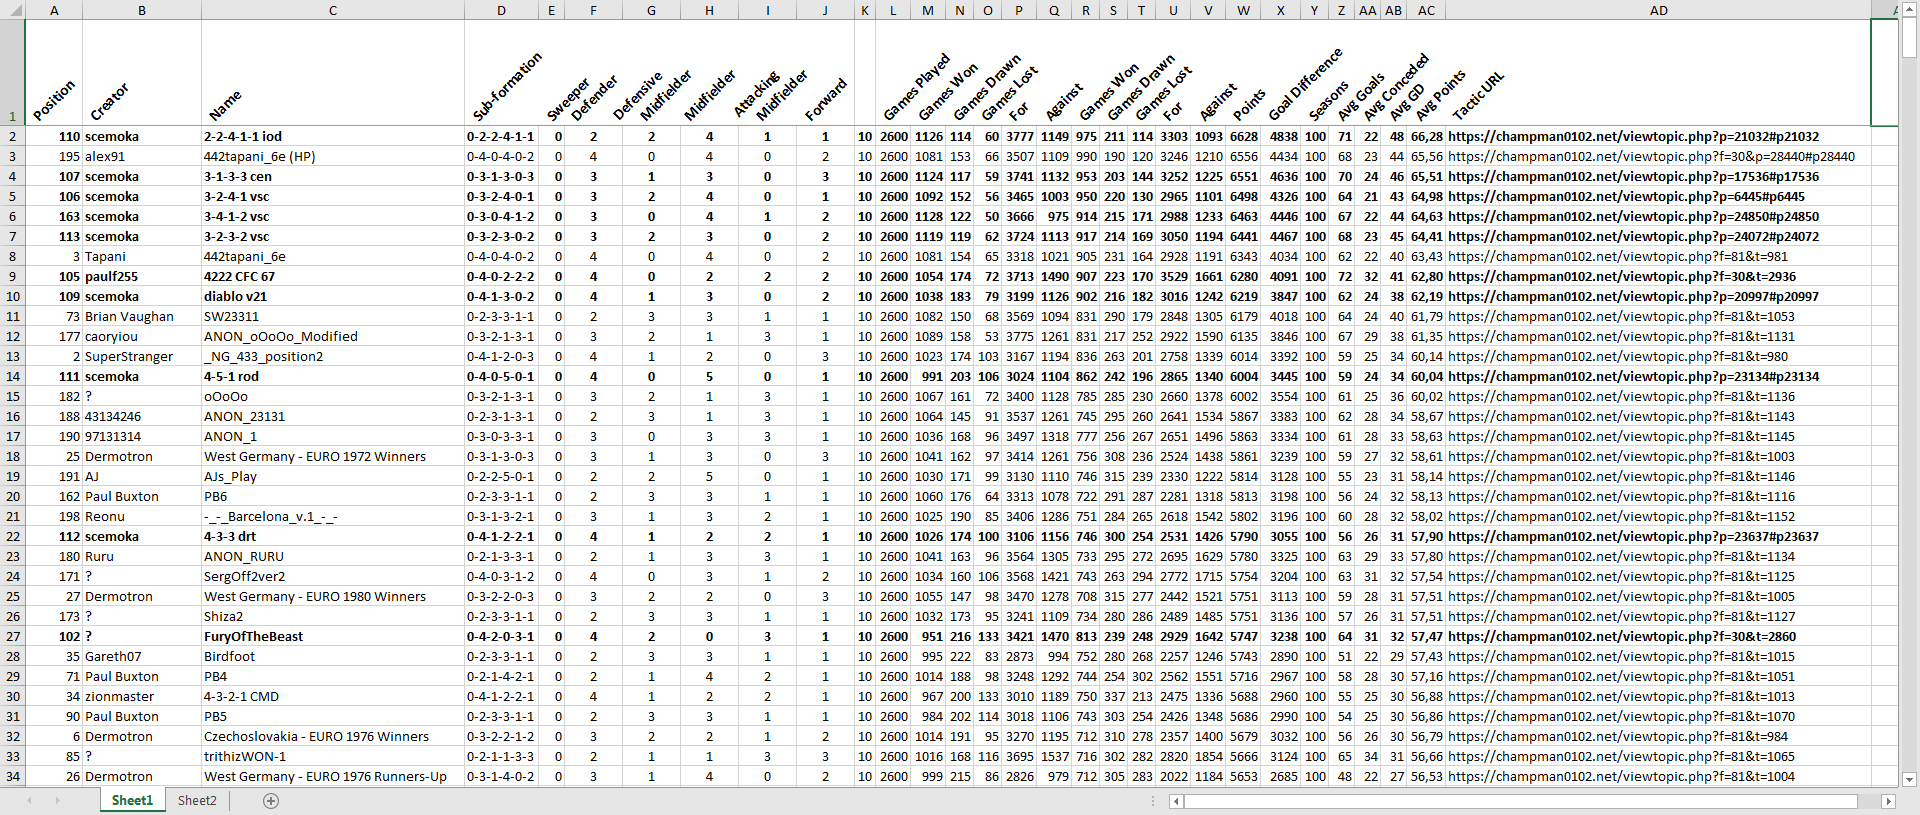 A B C D E F G H I J K L M N O P Q R S T U V W X Y Z AA AB AC AD
1 Position Creator Name Sub-formation Sweeper Defender Defensive Midfielder Midfielder Attacking Midfielder Forward Games Played Games Won Games Drawn Games Lost For Against Games Won Games Drawn Games Lost For Against Points Goal Difference Seasons Avg Goals Avg Conceded Avg GD Avg Points Tactic URL
2 110 scemoka 2-2-4-1-1 iod 0-2-2-4-1-1 0 2 2 4 1 1 10 2600 1126 114 60 3777 1149 975 211 114 3303 1093 6628 4838 100 71 22 48 66,28 https://champman0102.net/viewtopic.php?p=21032#p21032
3 195 alex91 442tapani_6e (HP) 0-4-0-4-0-2 0 4 0 4 0 2 10 2600 1081 153 66 3507 1109 990 190 120 3246 1210 6556 4434 100 68 23 44 65,56 https://champman0102.net/viewtopic.php?f=30&p=28440#p28440
4 107 scemoka 3-1-3-3 cen 0-3-1-3-0-3 0 3 1 3 0 3 10 2600 1124 117 59 3741 1132 953 203 144 3252 1225 6551 4636 100 70 24 46 65,51 https://champman0102.net/viewtopic.php?p=17536#p17536
5 106 scemoka 3-2-4-1 vsc 0-3-2-4-0-1 0 3 2 4 0 1 10 2600 1092 152 56 3465 1003 950 220 130 2965 1101 6498 4326 100 64 21 43 64,98 https://champman0102.net/viewtopic.php?p=6445#p6445
6 163 scemoka 3-4-1-2 vsc 0-3-0-4-1-2 0 3 0 4 1 2 10 2600 1128 122 50 3666 975 914 215 171 2988 1233 6463 4446 100 67 22 44 64,63 https://champman0102.net/viewtopic.php?p=24850#p24850
7 113 scemoka 3-2-3-2 vsc 0-3-2-3-0-2 0 3 2 3 0 2 10 2600 1119 119 62 3724 1113 917 214 169 3050 1194 6441 4467 100 68 23 45 64,41 https://champman0102.net/viewtopic.php?p=24072#p24072
8 3 Tapani 442tapani_6e 0-4-0-4-0-2 0 4 0 4 0 2 10 2600 1081 154 65 3318 1021 905 231 164 2928 1191 6343 4034 100 62 22 40 63,43 https://champman0102.net/viewtopic.php?f=81&t=981
9 105 paulf255 4222 CFC 67 0-4-0-2-2-2 0 4 0 2 2 2 10 2600 1054 174 72 3713 1490 907 223 170 3529 1661 6280 4091 100 72 32 41 62,80 https://champman0102.net/viewtopic.php?f=30&t=2936
10 109 scemoka diablo v21 0-4-1-3-0-2 0 4 1 3 0 2 10 2600 1038 183 79 3199 1126 902 216 182 3016 1242 6219 3847 100 62 24 38 62,19 https://champman0102.net/viewtopic.php?p=20997#p20997
11 73 Brian Vaughan SW23311 0-2-3-3-1-1 0 2 3 3 1 1 10 2600 1082 150 68 3569 1094 831 290 179 2848 1305 6179 4018 100 64 24 40 61,79 https://champman0102.net/viewtopic.php?f=81&t=1053
12 177 caoryiou ANON_oOoOo_Modified 0-3-2-1-3-1 0 3 2 1 3 1 10 2600 1089 158 53 3775 1261 831 217 252 2922 1590 6135 3846 100 67 29 38 61,35 https://champman0102.net/viewtopic.php?f=81&t=1131
13 2 SuperStranger _NG_433_position2 0-4-1-2-0-3 0 4 1 2 0 3 10 2600 1023 174 103 3167 1194 836 263 201 2758 1339 6014 3392 100 59 25 34 60,14 https://champman0102.net/viewtopic.php?f=81&t=980
14 111 scemoka 4-5-1 rod 0-4-0-5-0-1 0 4 0 5 0 1 10 2600 991 203 106 3024 1104 862 242 196 2865 1340 6004 3445 100 59 24 34 60,04 https://champman0102.net/viewtopic.php?p=23134#p23134
15 182 ? oOoOo 0-3-2-1-3-1 0 3 2 1 3 1 10 2600 1067 161 72 3400 1128 785 285 230 2660 1378 6002 3554 100 61 25 36 60,02 https://champman0102.net/viewtopic.php?f=81&t=1136
16 188 43134246 ANON_23131 0-2-3-1-3-1 0 2 3 1 3 1 10 2600 1064 145 91 3537 1261 745 295 260 2641 1534 5867 3383 100 62 28 34 58,67 https://champman0102.net/viewtopic.php?f=81&t=1143
17 190 97131314 ANON_1 0-3-0-3-3-1 0 3 0 3 3 1 10 2600 1036 168 96 3497 1318 777 256 267 2651 1496 5863 3334 100 61 28 33 58,63 https://champman0102.net/viewtopic.php?f=81&t=1145
18 25 Dermotron West Germany - EURO 1972 Winners 0-3-1-3-0-3 0 3 1 3 0 3 10 2600 1041 162 97 3414 1261 756 308 236 2524 1438 5861 3239 100 59 27 32 58,61 https://champman0102.net/viewtopic.php?f=81&t=1003
19 191 AJ AJs_Play 0-2-2-5-0-1 0 2 2 5 0 1 10 2600 1030 171 99 3130 1110 746 315 239 2330 1222 5814 3128 100 55 23 31 58,14 https://champman0102.net/viewtopic.php?f=81&t=1146
20 162 Paul Buxton PB6 0-2-3-3-1-1 0 2 3 3 1 1 10 2600 1060 176 64 3313 1078 722 291 287 2281 1318 5813 3198 100 56 24 32 58,13 https://champman0102.net/viewtopic.php?f=81&t=1116
21 198 Reonu -_-_Barcelona_v.1_-_- 0-3-1-3-2-1 0 3 1 3 2 1 10 2600 1025 190 85 3406 1286 751 284 265 2618 1542 5802 3196 100 60 28 32 58,02 https://champman0102.net/viewtopic.php?f=81&t=1152
22 112 scemoka 4-3-3 drt 0-4-1-2-2-1 0 4 1 2 2 1 10 2600 1026 174 100 3106 1156 746 300 254 2531 1426 5790 3055 100 56 26 31 57,90 https://champman0102.net/viewtopic.php?p=23637#p23637
23 180 Ruru ANON_RURU 0-2-1-3-3-1 0 2 1 3 3 1 10 2600 1041 163 96 3564 1305 733 295 272 2695 1629 5780 3325 100 63 29 33 57,80 https://champman0102.net/viewtopic.php?f=81&t=1134
24 171 ? SergOff2ver2 0-4-0-3-1-2 0 4 0 3 1 2 10 2600 1034 160 106 3568 1421 743 263 294 2772 1715 5754 3204 100 63 31 32 57,54 https://champman0102.net/viewtopic.php?f=81&t=1125
25 27 Dermotron West Germany - EURO 1980 Winners 0-3-2-2-0-3 0 3 2 2 0 3 10 2600 1055 147 98 3470 1278 708 315 277 2442 1521 5751 3113 100 59 28 31 57,51 https://champman0102.net/viewtopic.php?f=81&t=1005
26 173 ? Shiza2 0-2-3-3-1-1 0 2 3 3 1 1 10 2600 1032 173 95 3241 1109 734 280 286 2489 1485 5751 3136 100 57 26 31 57,51 https://champman0102.net/viewtopic.php?f=81&t=1127
27 102 ? FuryOfTheBeast 0-4-2-0-3-1 0 4 2 0 3 1 10 2600 951 216 133 3421 1470 813 239 248 2929 1642 5747 3238 100 64 31 32 57,47 https://champman0102.net/viewtopic.php?f=30&t=2860
28 35 Gareth07 Birdfoot 0-2-3-3-1-1 0 2 3 3 1 1 10 2600 995 222 83 2873 994 752 280 268 2257 1246 5743 2890 100 51 22 29 57,43 https://champman0102.net/viewtopic.php?f=81&t=1015
29 71 Paul Buxton PB4 0-2-1-4-2-1 0 2 1 4 2 1 10 2600 1014 188 98 3248 1292 744 254 302 2562 1551 5716 2967 100 58 28 30 57,16 https://champman0102.net/viewtopic.php?f=81&t=1051
30 34 zionmaster 4-3-2-1 CMD 0-4-1-2-2-1 0 4 1 2 2 1 10 2600 967 200 133 3010 1189 750 337 213 2475 1336 5688 2960 100 55 25 30 56,88 https://champman0102.net/viewtopic.php?f=81&t=1013
31 90 Paul Buxton PB5 0-2-3-3-1-1 0 2 3 3 1 1 10 2600 984 202 114 3018 1106 743 303 254 2426 1348 5686 2990 100 54 25 30 56,86 https://champman0102.net/viewtopic.php?f=81&t=1070
32 6 Dermotron Czechoslovakia - EURO 1976 Winners 0-3-2-2-1-2 0 3 2 2 1 2 10 2600 1014 191 95 3270 1195 712 310 278 2357 1400 5679 3032 100 56 26 30 56,79 https://champman0102.net/viewtopic.php?f=81&t=984
33 85 ? trithizWON-1 0-2-1-1-3-3 0 2 1 1 3 3 10 2600 1016 168 116 3695 1537 716 302 282 2820 1854 5666 3124 100 65 34 31 56,66 https://champman0102.net/viewtopic.php?f=81&t=1065
34 26 Dermotron West Germany - EURO 1976 Runners-Up 0-3-1-4-0-2 0 3 1 4 0 2 10 2600 999 215 86 2826 979 712 305 283 2022 1184 5653 2685 100 48 22 27 56,53 https://champman0102.net/viewtopic.php?f=81&t=1004
Sheet1 Sheet2